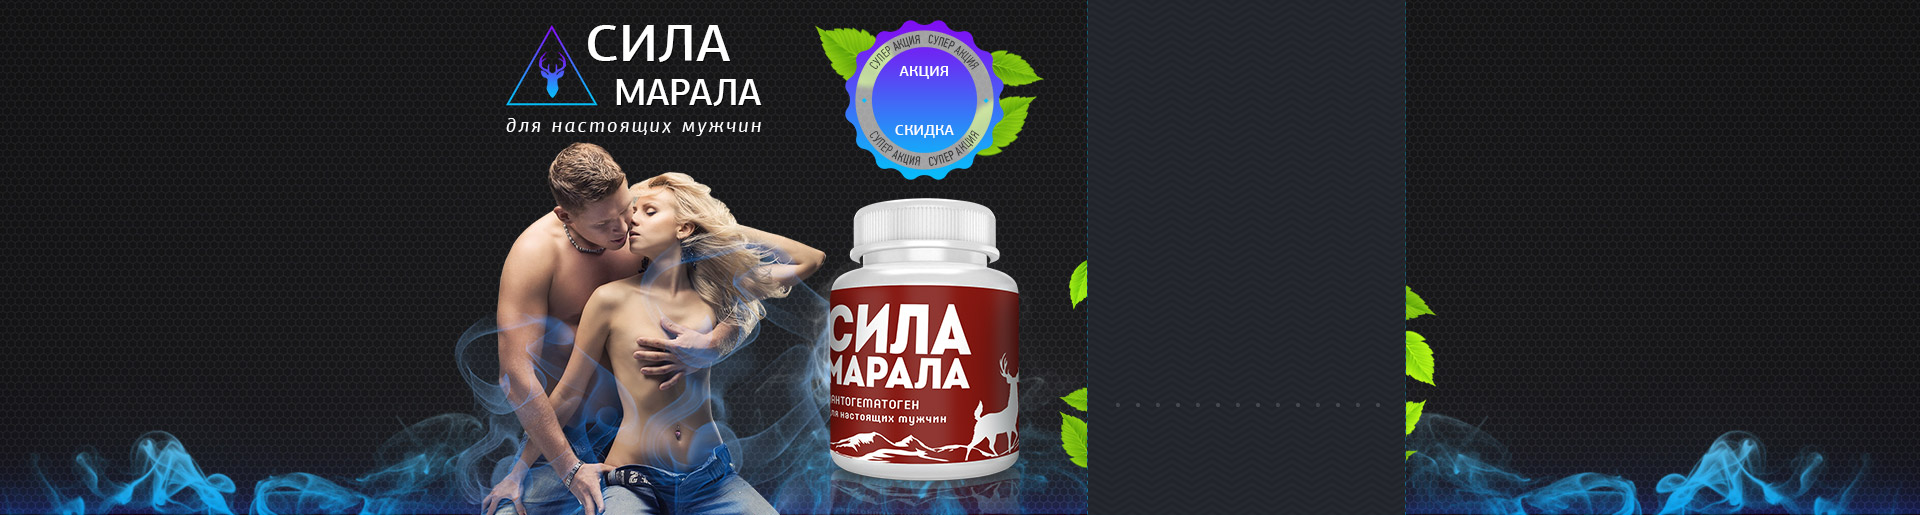 СИЛА
МАРАЛА
для настоящих мужчин
СУПЕР АКЦИЯ СУПЕР АКЦИЯ
АКЦИЯ
СКИДКА
СУПЕР АКЦИЯ СУПЕР АКЦИЯ
СИЛА
МАРАЛА
АНТОГЕМАТОГЕН
для настоящих мужчин